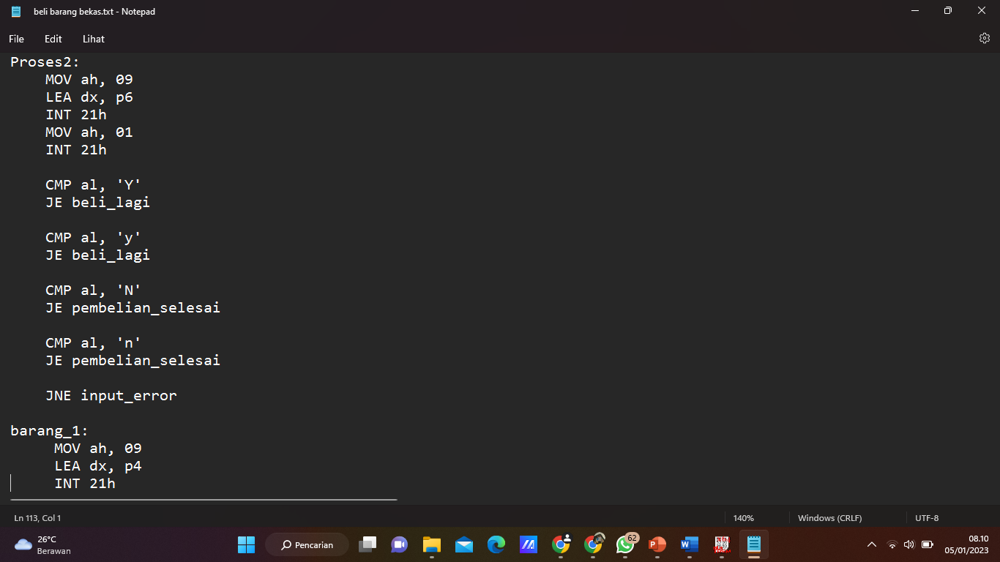 beli barang bekas.txt - Notepad
File Edit Lihat
Proses2:
MOV ah, 09
LEA dx, p6
INT 21h
MOV ah, 01
INT 21h
CMP al, 'Y'
JE beli_lagi
CMP al, 'y'
JE beli_lagi
CMP al, 'N'
JE pembelian_selesai
CMP al, 'n'
JE pembelian_selesai
JNE input_error
barang_1:
MOV ah, 09
LEA dx, p4
INT 21h
Ln 113, Col 1 140% Windows (CRLF) UTF-8
26°C
Berawan
Pencarian
62
08.10
05/01/2023